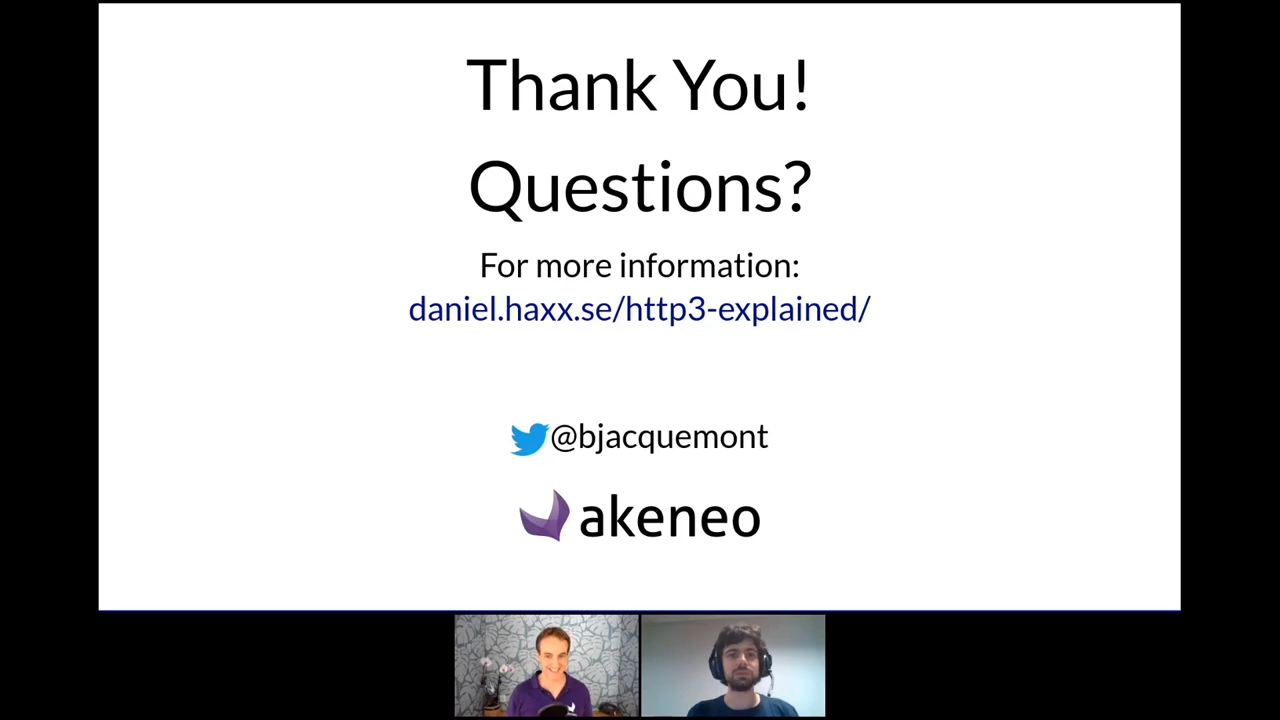 Thank You!
Questions?
For more information:
daniel.haxx.se/http3-explained/
@bjacquemont
akeneo